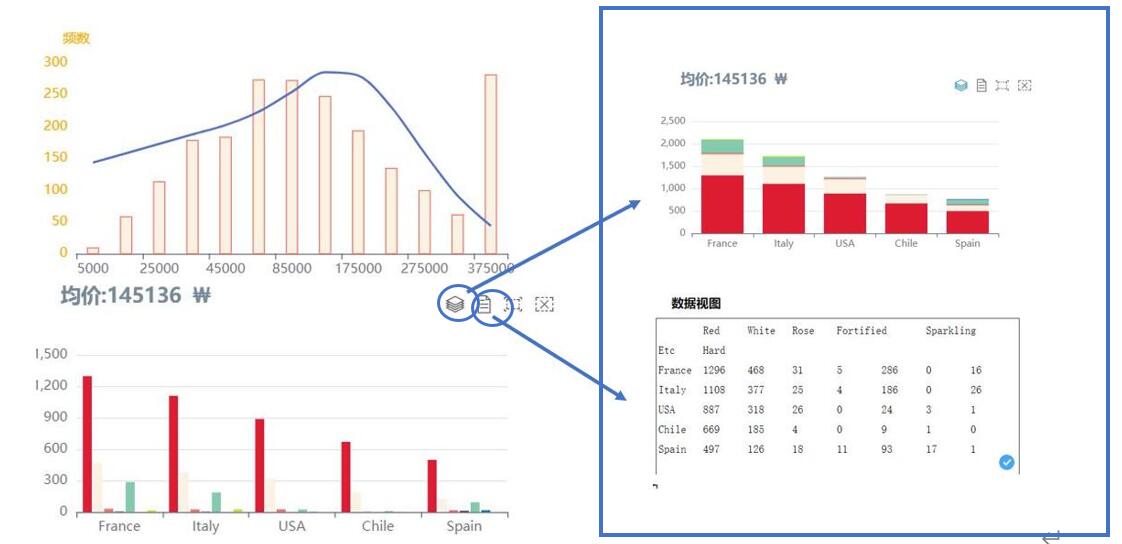 频数
300
250
200
150
100
50
0
5000 25000 45000 85000 175000 275000 375000
均价:145136 ₩
1,500
1,200
900
600
300
0
France Italy USA Chile Spain
均价:145136 ₩
2,500
2,000
1,500
1,000
500
0
France Italy USA Chile Spain
数据视图
Red White Rose Fortified Sparkling
Etc Hard
France 1296 468 31 5 286 0 16
Italy 1108 377 25 4 186 0 26
USA 887 318 26 0 24 3 1
Chile 669 185 4 0 9 1 0
Spain 497 126 18 11 93 17 1